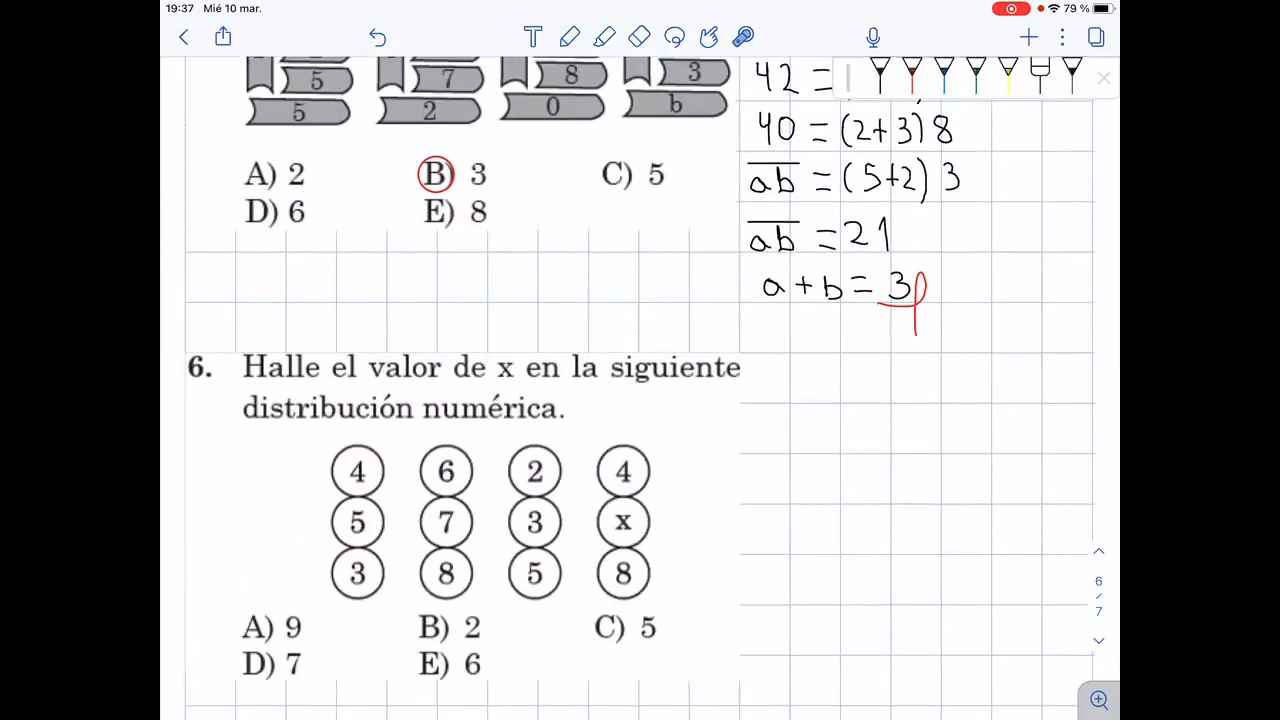 19:37 Mié 10 mar.
79 %
5 7 8 3
5 2 0 b
A) 2 B) 3 C) 5
D) 6 E) 8
42 =
40 = (2+3) 8
ab = (5+2) 3
ab = 21
a + b = 3
6. Halle el valor de x en la siguiente
distribución numérica.
4 6 2 4
5 7 3 x
3 8 5 8
A) 9 B) 2 C) 5
D) 7 E) 6
6
/
7